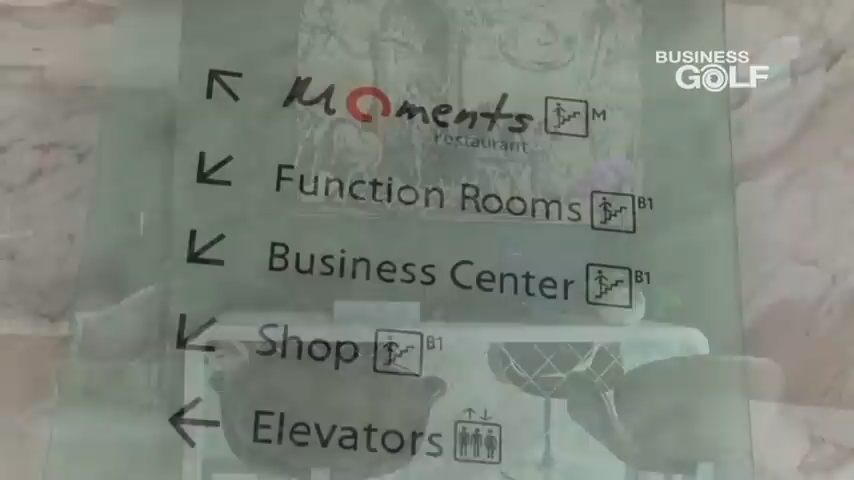 BUSINESS
GOLF
Moments M
restaurant
Function Rooms B1
Business Center B1
Shop B1
Elevators